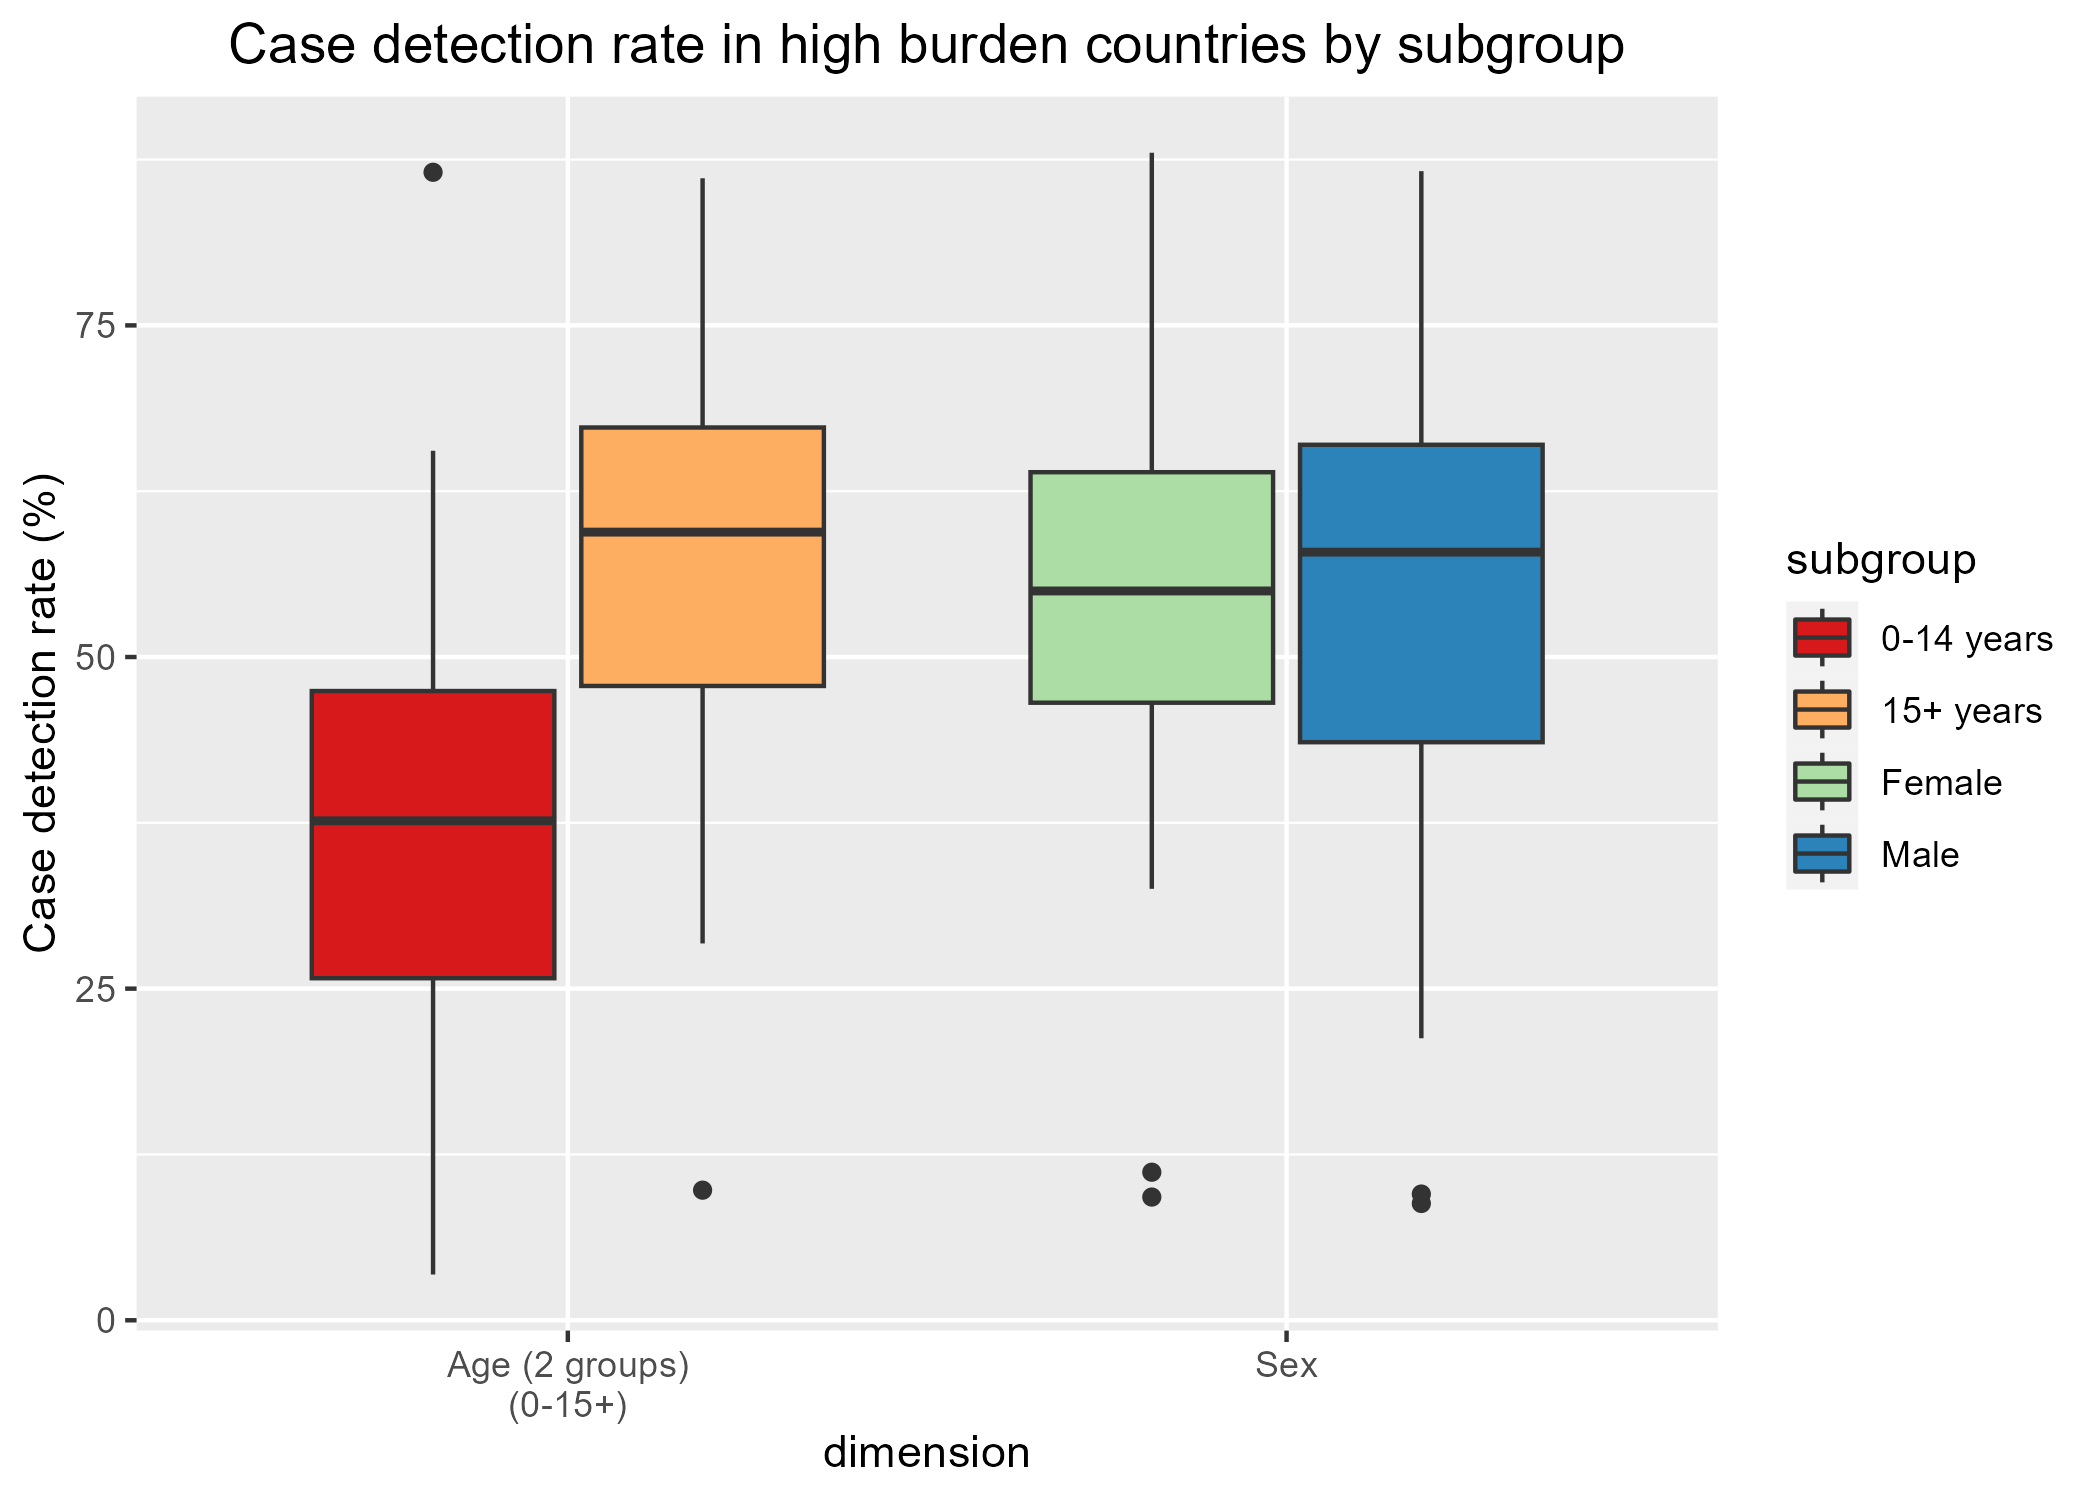 Case detection rate in high burden countries by subgroup
Case detection rate (%)
75
50
25
0
Age (2 groups)
(0-15+)
Sex
dimension
subgroup
0-14 years
15+ years
Female
Male